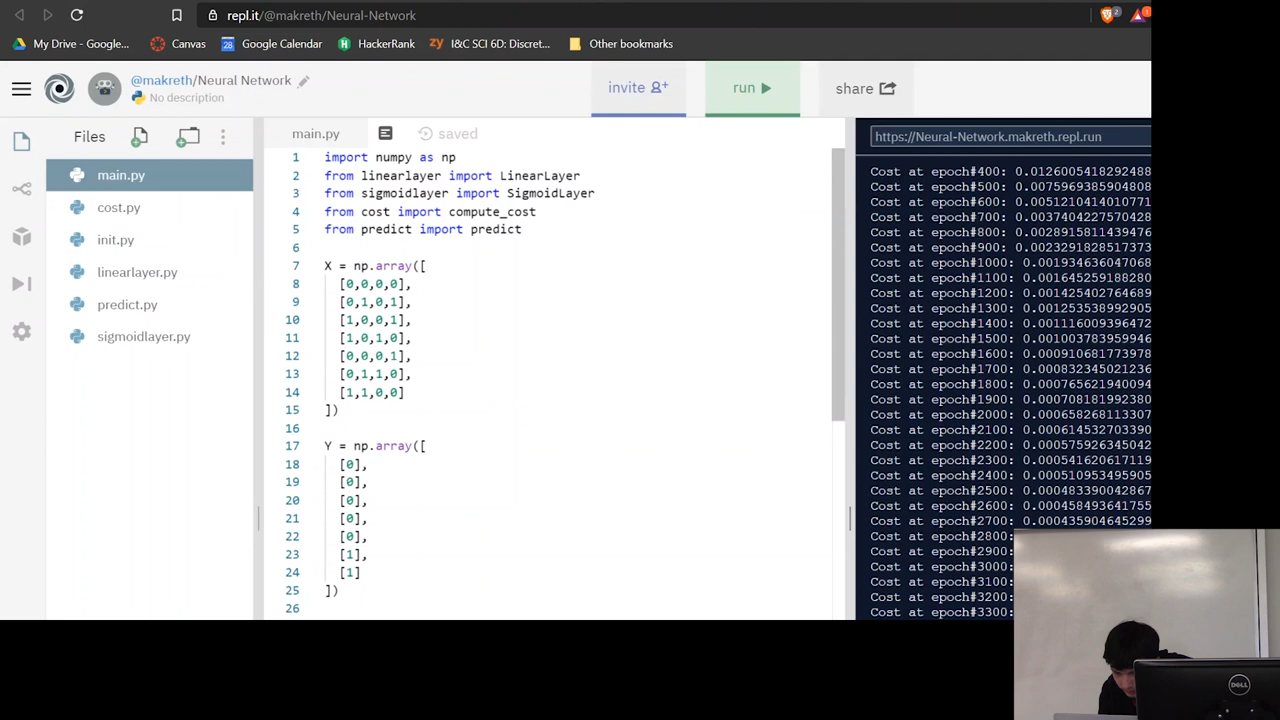 repl.it/@makreth/Neural-Network
2
My Drive - Google...
Canvas
28
Google Calendar
HackerRank
zy
I&C SCI 6D: Discret...
Other bookmarks
@makreth/Neural Network
No description
invite
run
share
Files
main.py
cost.py
init.py
linearlayer.py
predict.py
sigmoidlayer.py
main.py
saved
1 import numpy as np
2 from linearlayer import LinearLayer
3 from sigmoidlayer import SigmoidLayer
4 from cost import compute_cost
5 from predict import predict
6
7 X = np.array([
8 [0,0,0,0],
9 [0,1,0,1],
10 [1,0,0,1],
11 [1,0,1,0],
12 [0,0,0,1],
13 [0,1,1,0],
14 [1,1,0,0]
15 ])
16
17 Y = np.array([
18 [0],
19 [0],
20 [0],
21 [0],
22 [0],
23 [1],
24 [1]
25 ])
26
https://Neural-Network.makreth.repl.run
Cost at epoch#400: 0.0126005418292488
Cost at epoch#500: 0.00759693859048 08
Cost at epoch#600: 0.0051210414010771
Cost at epoch#700: 0.0037404227570428
Cost at epoch#800: 0.0028915811439476
Cost at epoch#900: 0.0023291828517373
Cost at epoch#1000: 0.001934636047068
Cost at epoch#1100: 0.001645259188280
Cost at epoch#1200: 0.001425402764689
Cost at epoch#1300: 0.001253538992905
Cost at epoch#1400: 0.001116009396472
Cost at epoch#1500: 0.001003783959946
Cost at epoch#1600: 0.000910681773978
Cost at epoch#1700: 0.000832345021236
Cost at epoch#1800: 0.000765621940094
Cost at epoch#1900: 0.000708181992380
Cost at epoch#2000: 0.000658268113307
Cost at epoch#2100: 0.000614532703390
Cost at epoch#2200: 0.000575926345042
Cost at epoch#2300: 0.000541620617119
Cost at epoch#2400: 0.000510953495905
Cost at epoch#2500: 0.000483390042867
Cost at epoch#2600: 0.000458493641755
Cost at epoch#2700: 0.000435904645299
Cost at epoch#2800:
Cost at epoch#2900:
Cost at epoch#3000:
Cost at epoch#3100:
Cost at epoch#3200:
Cost at epoch#3300:
DELL